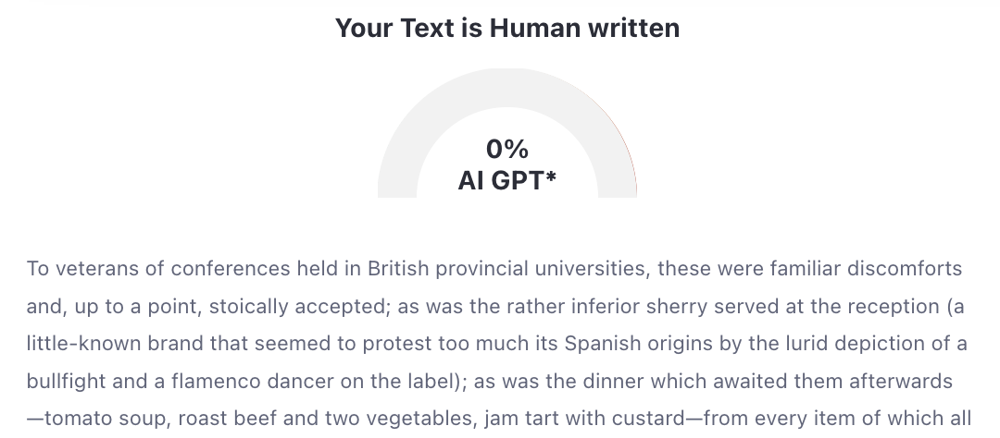 Your Text is Human written
0%
AI GPT*
To veterans of conferences held in British provincial universities, these were familiar discomforts
and, up to a point, stoically accepted; as was the rather inferior sherry served at the reception (a
little-known brand that seemed to protest too much its Spanish origins by the lurid depiction of a
bullfight and a flamenco dancer on the label); as was the dinner which awaited them afterwards
—tomato soup, roast beef and two vegetables, jam tart with custard—from every item of which all